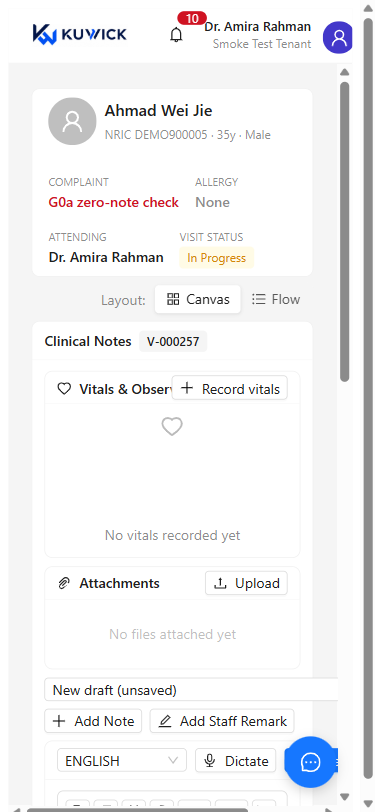 KUWICK
10
Dr. Amira Rahman
Smoke Test Tenant
Ahmad Wei Jie
NRIC DEMO900005 · 35y · Male
COMPLAINT
ALLERGY
G0a zero-note check
None
ATTENDING
VISIT STATUS
Dr. Amira Rahman
In Progress
Layout:
Canvas
Flow
Clinical Notes
V-000257
Vitals & Obser
Record vitals
No vitals recorded yet
Attachments
Upload
No files attached yet
New draft (unsaved)
Add Note
Add Staff Remark
ENGLISH
Dictate